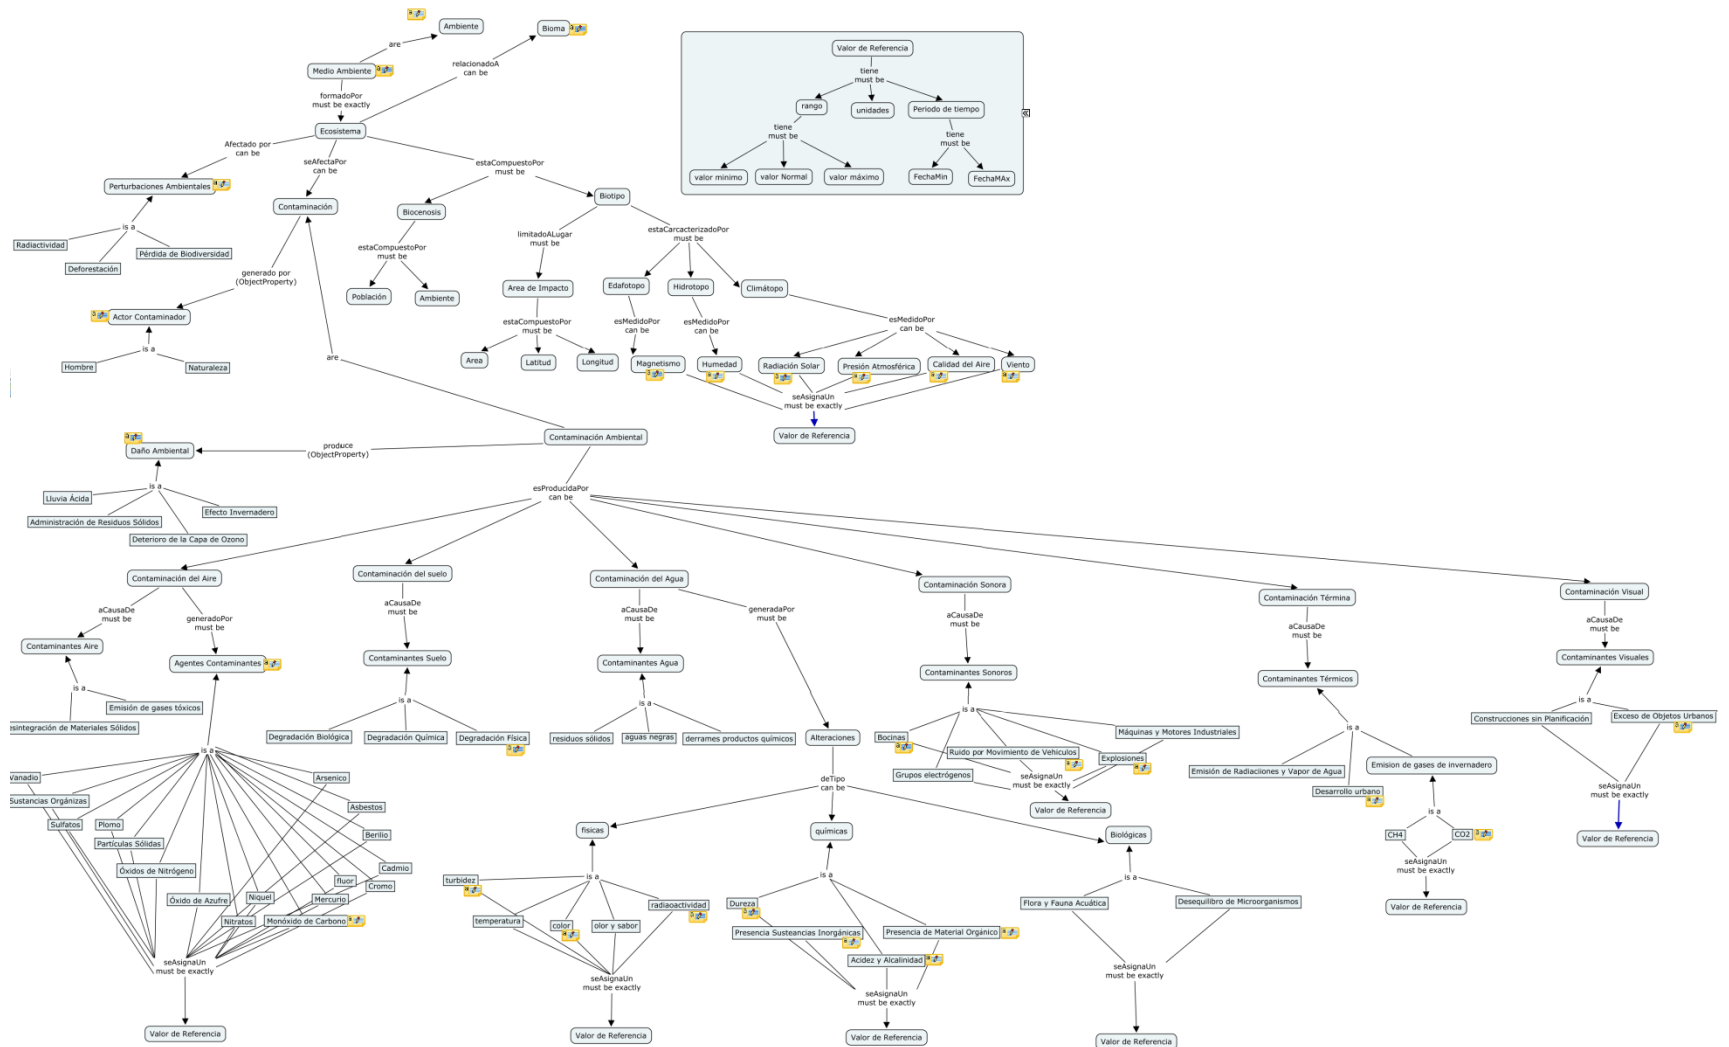 Ambiente
Bioma
are
relacionadoA
can be
Medio Ambiente
formadoPor
must be exactly
Ecosistema
Valor de Referencia
tiene
must be
rango
unidades
Periodo de tiempo
tiene
must be
tiene
must be
valor minimo
valor Normal
valor máximo
FechaMin
FechaMAx
Afectado por
can be
seAfectaPor
can be
estaCompuestoPor
must be
Perturbaciones Ambientales
is a
Radiactividad
Deforestación
Pérdida de Biodiversidad
Contaminación
Biocenosis
Biotipo
estaCompuestoPor
must be
Población
Ambiente
limitadoALugar
must be
estaCarcacterizadoPor
must be
Area de Impacto
estaCompuestoPor
must be
Area
Latitud
Longitud
Edafotopo
Hidrotopo
Climátopo
esMedidoPor
can be
esMedidoPor
can be
esMedidoPor
can be
Magnetismo
Humedad
Radiación Solar
Presión Atmosférica
Calidad del Aire
Viento
seAsignaUn
must be exactly
Valor de Referencia
generado por
(ObjectProperty)
Actor Contaminador
is a
Hombre
Naturaleza
are
Contaminación Ambiental
produce
(ObjectProperty)
Daño Ambiental
is a
Lluvia Ácida
Administración de Residuos Sólidos
Deterioro de la Capa de Ozono
Efecto Invernadero
esProducidaPor
can be
Contaminación del Aire
aCausaDe
must be
generadoPor
must be
Contaminantes Aire
Agentes Contaminantes
is a
Emisión de gases tóxicos
esintegración de Materiales Sólidos
is a
Vanadio
Sustancias Orgánizas
Sulfatos
Plomo
Partículas Sólidas
Óxidos de Nitrógeno
Óxido de Azufre
Nitratos
Niquel
Monóxido de Carbono
Mercurio
fluor
Cromo
Cadmio
Berilio
Asbestos
Arsenico
seAsignaUn
must be exactly
Valor de Referencia
Contaminación del suelo
aCausaDe
must be
Contaminantes Suelo
is a
Degradación Biológica
Degradación Química
Degradación Física
Contaminación del Agua
aCausaDe
must be
generadaPor
must be
Contaminantes Agua
is a
residuos sólidos
aguas negras
derrames productos químicos
Alteraciones
deTipo
can be
fisicas
químicas
Biológicas
is a
turbidez
temperatura
color
olor y sabor
radiaoactividad
seAsignaUn
must be exactly
Valor de Referencia
is a
Dureza
Presencia Susteancias Inorgánicas
Acidez y Alcalinidad
Presencia de Material Orgánico
seAsignaUn
must be exactly
Valor de Referencia
is a
Flora y Fauna Acuática
Desequilibro de Microorganismos
seAsignaUn
must be exactly
Valor de Referencia
Contaminación Sonora
aCausaDe
must be
Contaminantes Sonoros
is a
Bocinas
Grupos electrógenos
Ruido por Movimiento de Vehiculos
Explosiones
Máquinas y Motores Industriales
seAsignaUn
must be exactly
Valor de Referencia
Contaminación Términa
aCausaDe
must be
Contaminantes Térmicos
is a
Emisión de Radiaciiones y Vapor de Agua
Desarrollo urbano
Emision de gases de invernadero
is a
CH4
CO2
seAsignaUn
must be exactly
Valor de Referencia
Contaminación Visual
aCausaDe
must be
Contaminantes Visuales
is a
Construcciones sin Planificación
Exceso de Objetos Urbanos
seAsignaUn
must be exactly
Valor de Referencia